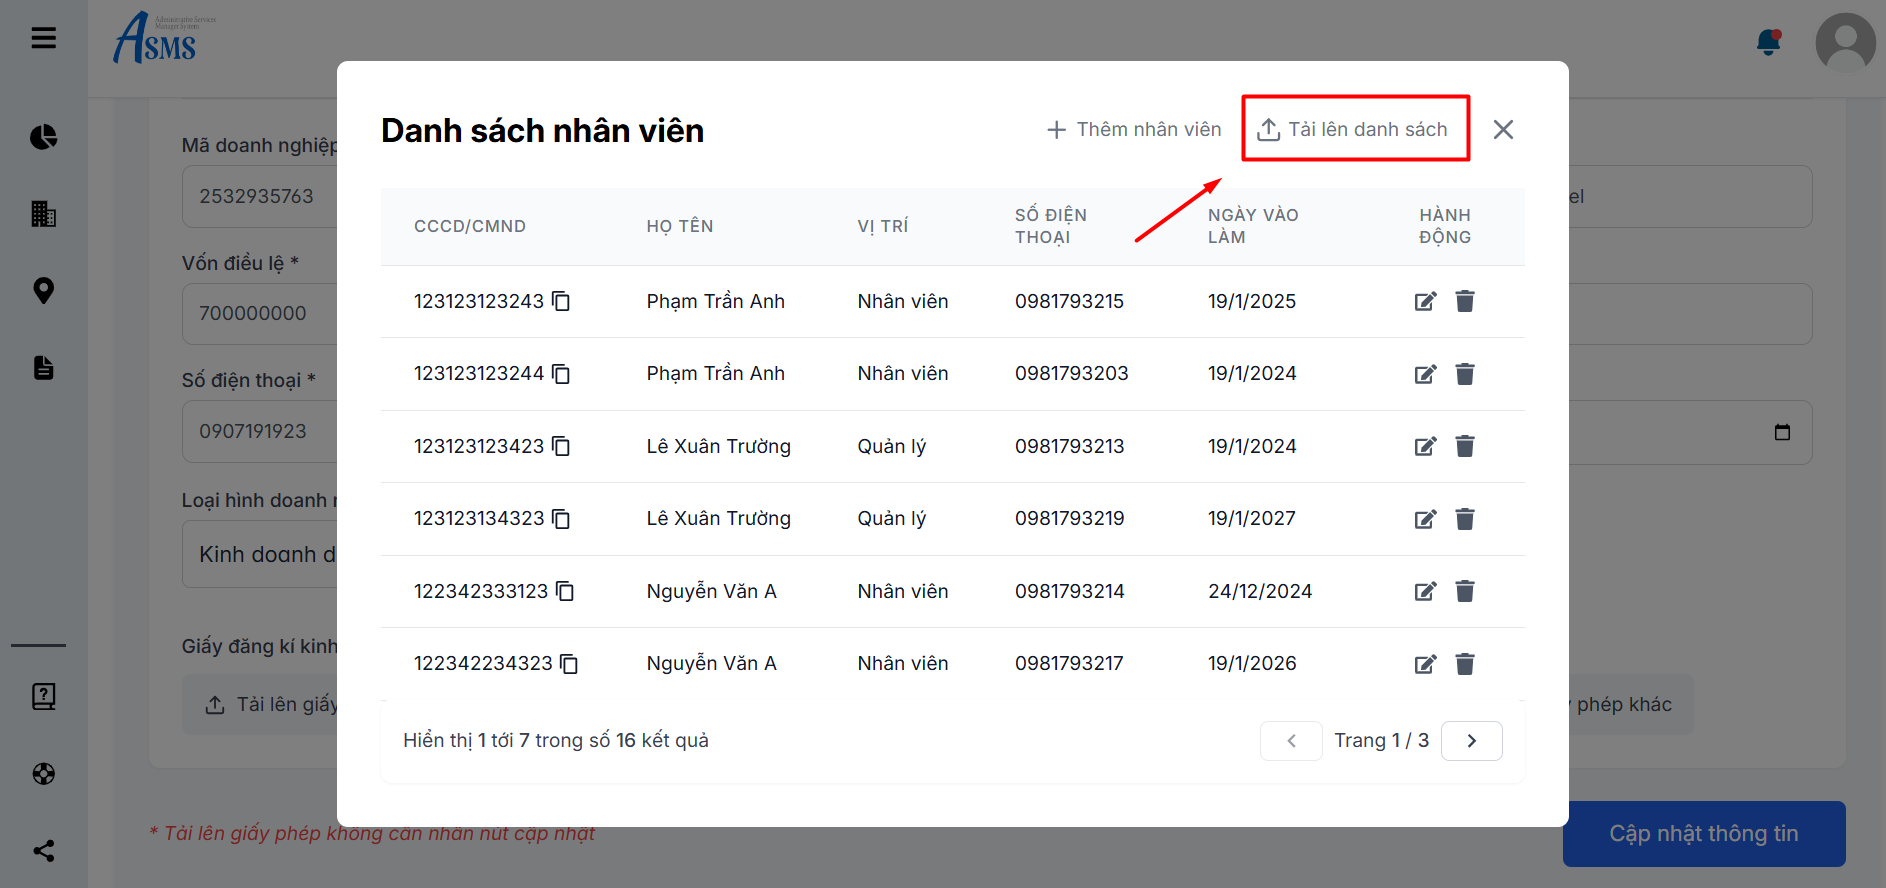 Administrative Services
Manager System
ASMS
Danh sách nhân viên
Thêm nhân viên
Tải lên danh sách
Mã doanh nghiệp
2532935763
el
CCCD/CMND
HỌ TÊN
VỊ TRÍ
SỐ ĐIỆN THOẠI
NGÀY VÀO LÀM
HÀNH ĐỘNG
Vốn điều lệ *
700000000
123123123243 Phạm Trần Anh Nhân viên 0981793215 19/1/2025
123123123244 Phạm Trần Anh Nhân viên 0981793203 19/1/2024
Số điện thoại *
0907191923
123123123423 Lê Xuân Trường Quản lý 0981793213 19/1/2024
123123134323 Lê Xuân Trường Quản lý 0981793219 19/1/2027
Loại hình doanh n
Kinh doanh d
122342333123 Nguyễn Văn A Nhân viên 0981793214 24/12/2024
122342234323 Nguyễn Văn A Nhân viên 0981793217 19/1/2026
Giấy đăng kí kinh
Tải lên giấy
phép khác
Hiển thị 1 tới 7 trong số 16 kết quả
Trang 1 / 3
* Tải lên giấy phép không cần nhấn nút cập nhật
Cập nhật thông tin